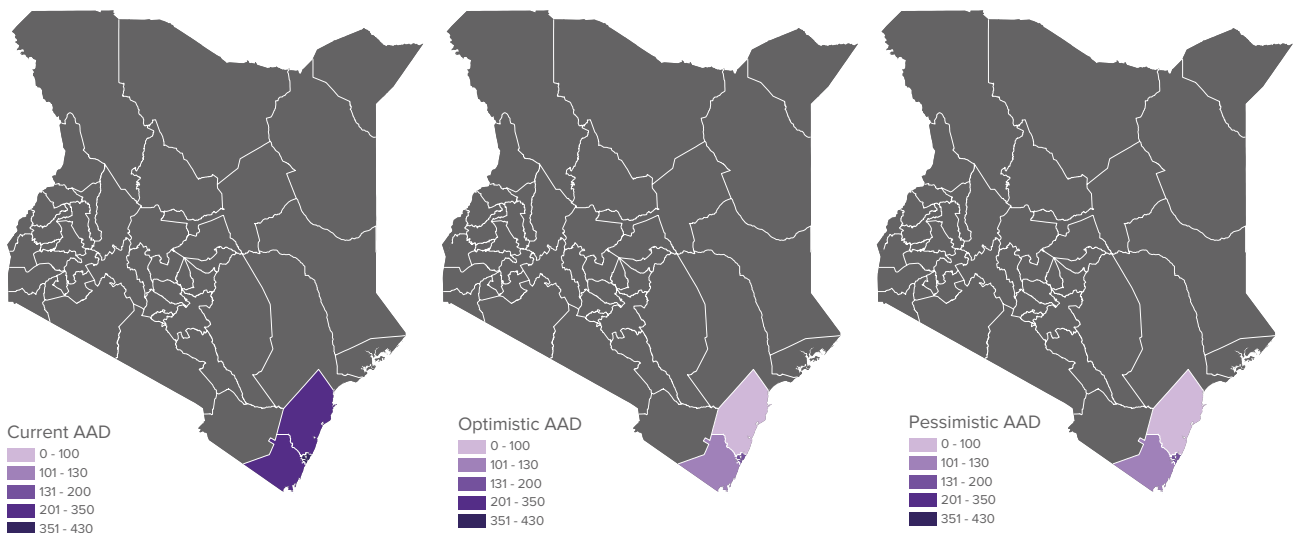 Current AAD
0 - 100
101 - 130
131 - 200
201 - 350
351 - 430
Optimistic AAD
0 - 100
101 - 130
131 - 200
201 - 350
351 - 430
Pessimistic AAD
0 - 100
101 - 130
131 - 200
201 - 350
351 - 430